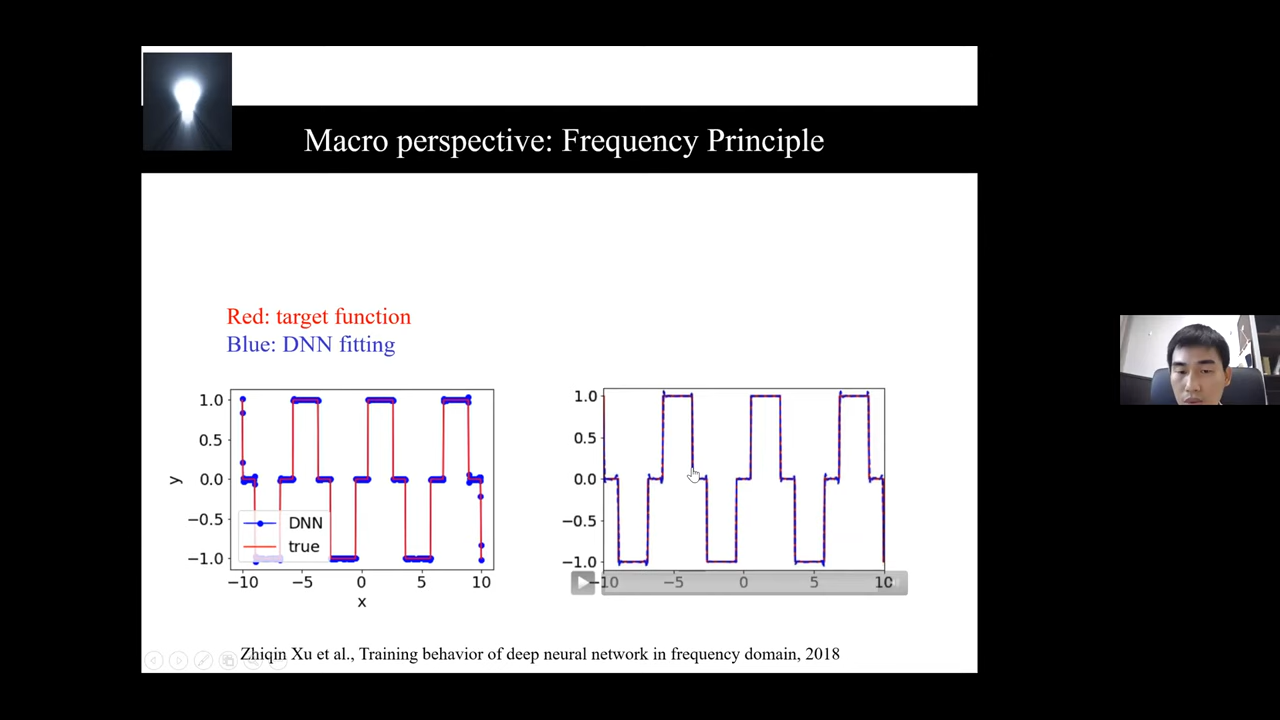 Macro perspective: Frequency Principle
Red: target function
Blue: DNN fitting
1.0
0.5
0.0
−0.5
−1.0
y
DNN
true
−10 −5 0 5 10
x
1.0
0.5
0.0
−0.5
−1.0
−10 −5 0 5 10
Zhiqin Xu et al., Training behavior of deep neural network in frequency domain, 2018